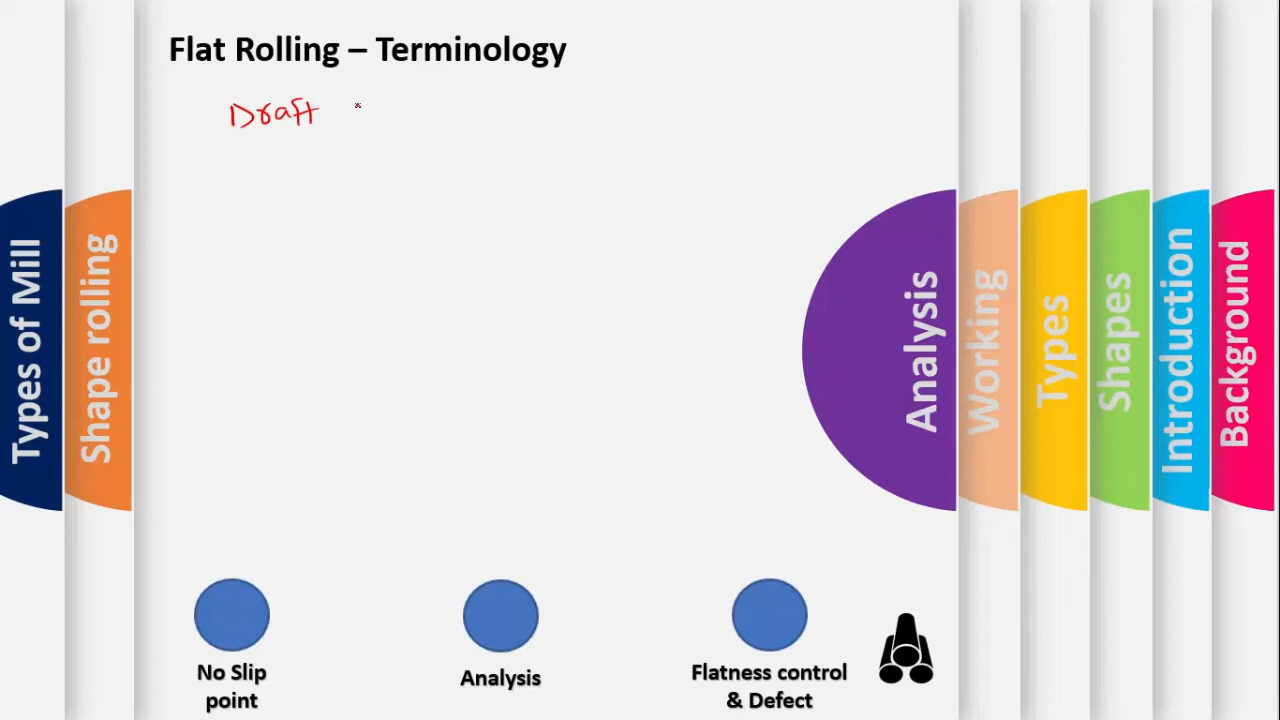 Flat Rolling – Terminology
Draft
Types of Mill
Shape rolling
Analysis
Working
Types
Shapes
Introduction
Background
No Slip
point
Analysis
Flatness control
& Defect